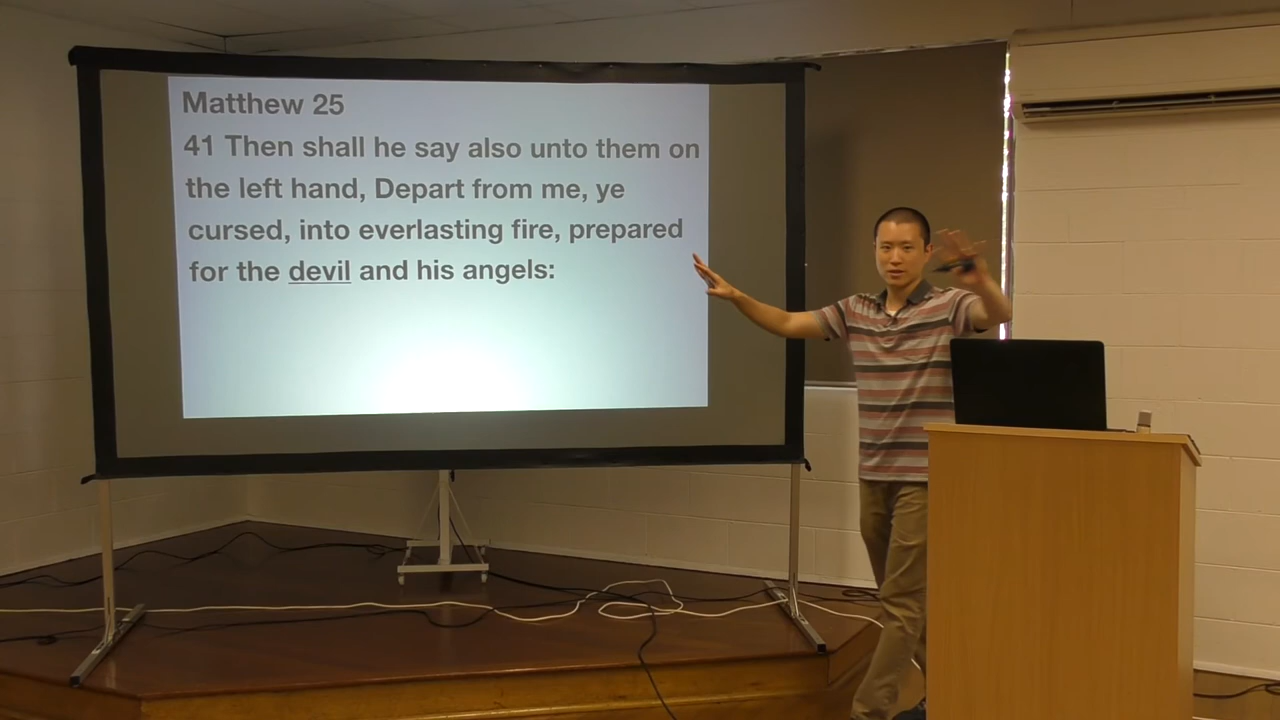 Matthew 25
41 Then shall he say also unto them on
the left hand, Depart from me, ye
cursed, into everlasting fire, prepared
for the devil and his angels: